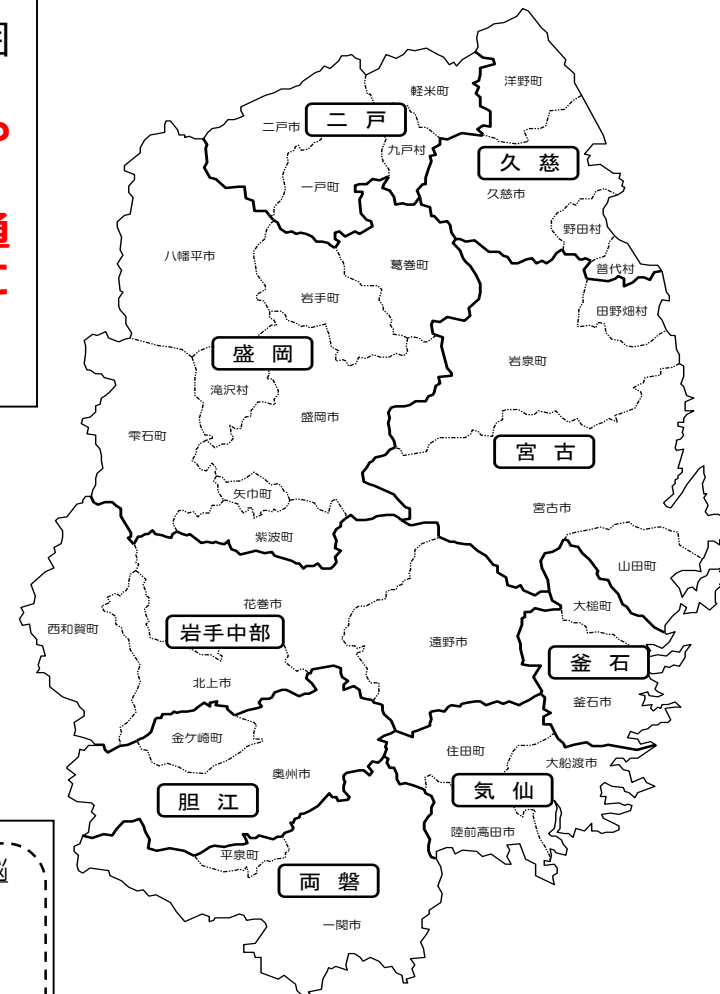 洋野町
軽米町
二戸市
二戸
九戸村
久慈
一戸町
久慈市
野田村
八幡平市
葛巻町
普代村
岩手町
田野畑村
盛岡
岩泉町
滝沢村
盛岡市
雫石町
宮古
矢巾町
宮古市
紫波町
山田町
花巻市
大槌町
西和賀町
岩手中部
遠野市
釜石
北上市
釜石市
金ケ崎町
住田町
大船渡市
奥州市
胆江
気仙
陸前高田市
平泉町
両磐
一関市